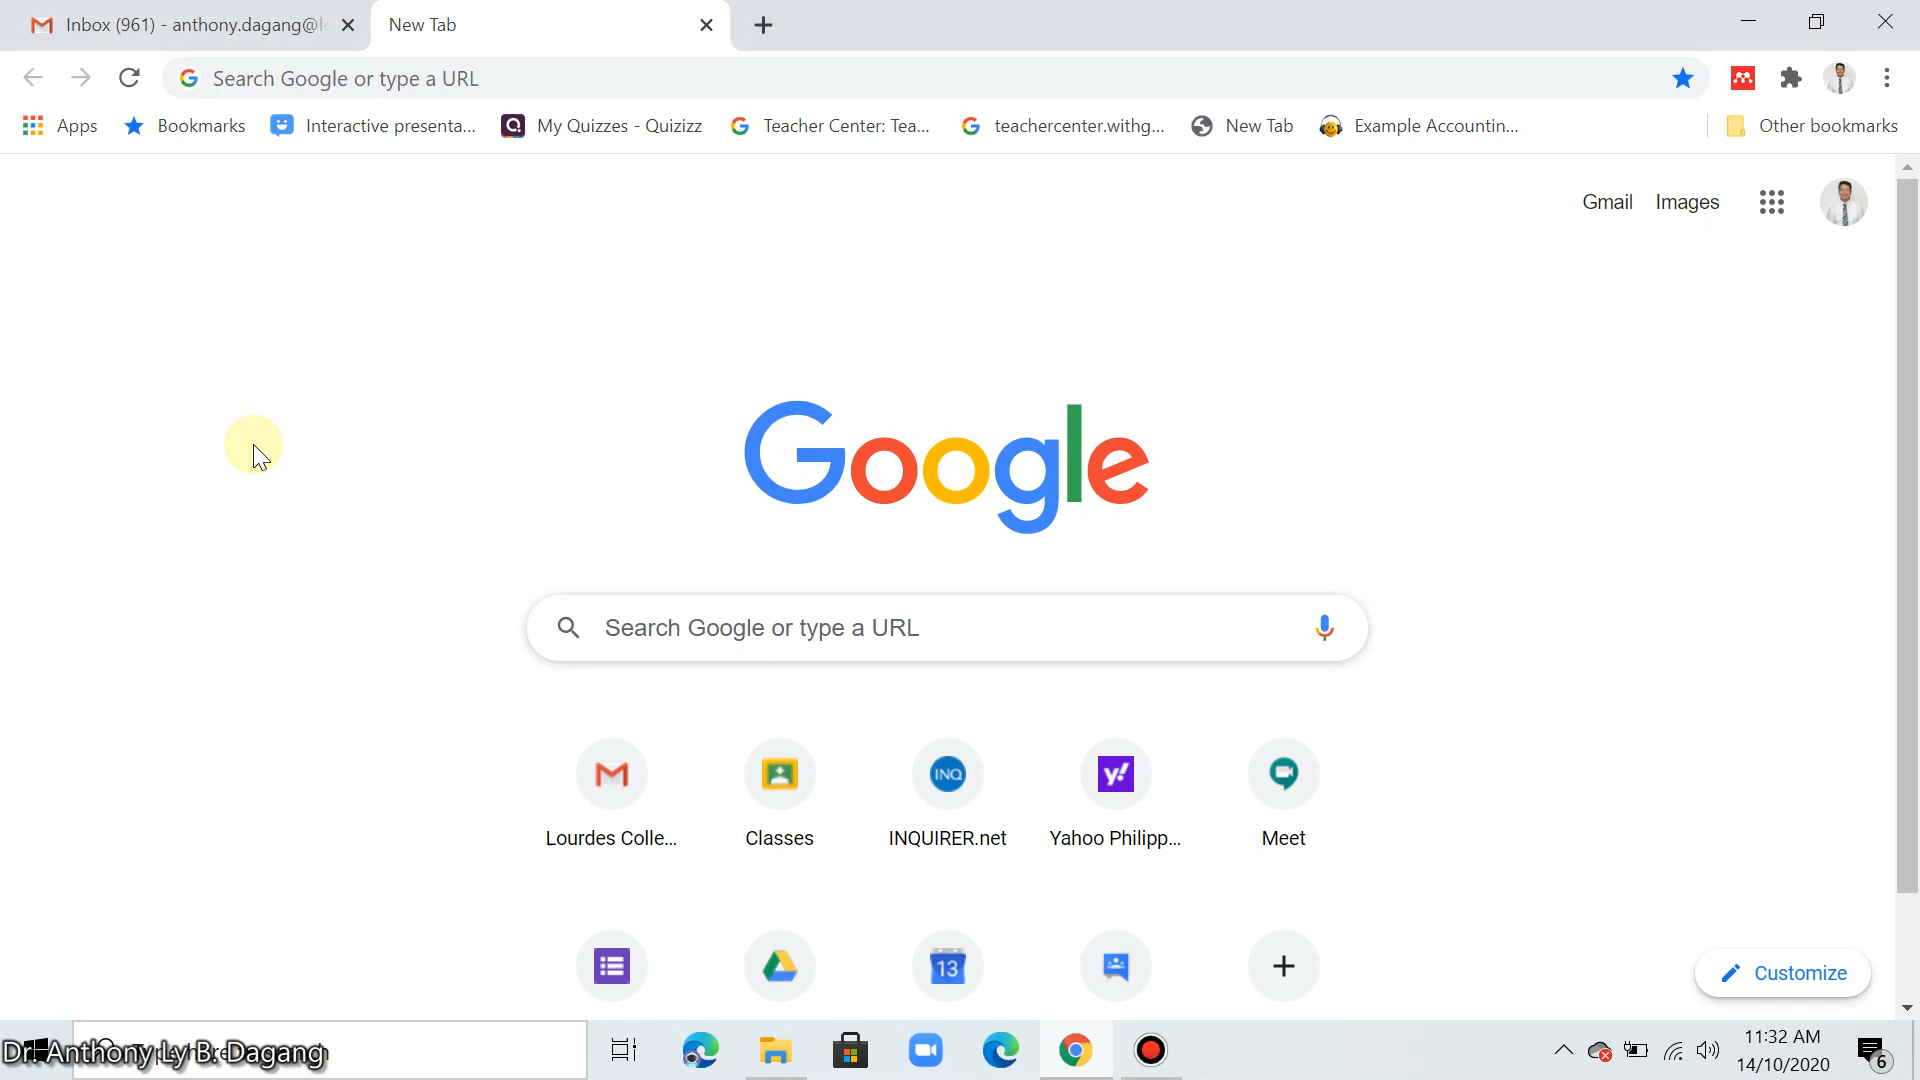 Inbox (961) - anthony.dagang@l
New Tab
Search Google or type a URL
Apps
Bookmarks
Interactive presenta...
My Quizzes - Quizizz
Teacher Center: Tea...
teachercenter.withg...
New Tab
Example Accountin...
Other bookmarks
Gmail
Images
Google
Search Google or type a URL
Lourdes Colle...
Classes
INQ
INQUIRER.net
y!
Yahoo Philipp...
Meet
13
Customize
Dr. Anthony Ly B. Dagang
11:32 AM
14/10/2020
6